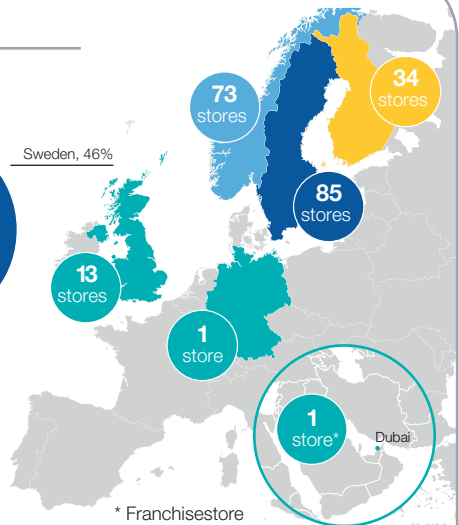 73
stores
34
stores
Sweden, 46%
85
stores
13
stores
1
store
1
store*
Dubai
* Franchisestore